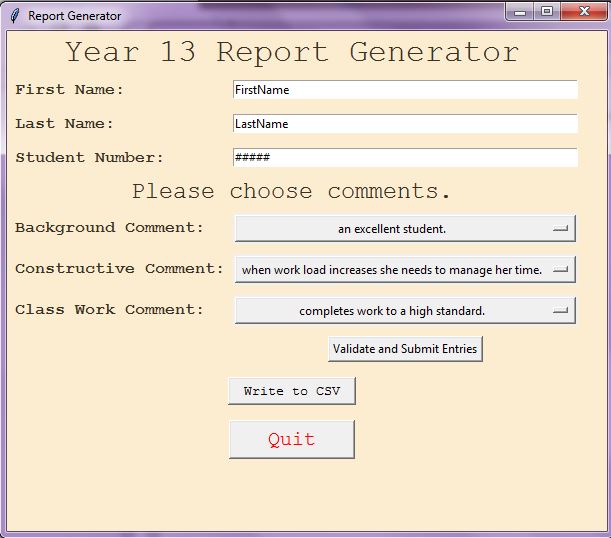 Report Generator
Year 13 Report Generator
First Name: FirstName
Last Name: LastName
Student Number: #####
Please choose comments.
Background Comment: an excellent student.
Constructive Comment: when work load increases she needs to manage her time.
Class Work Comment: completes work to a high standard.
Validate and Submit Entries
Write to CSV
Quit